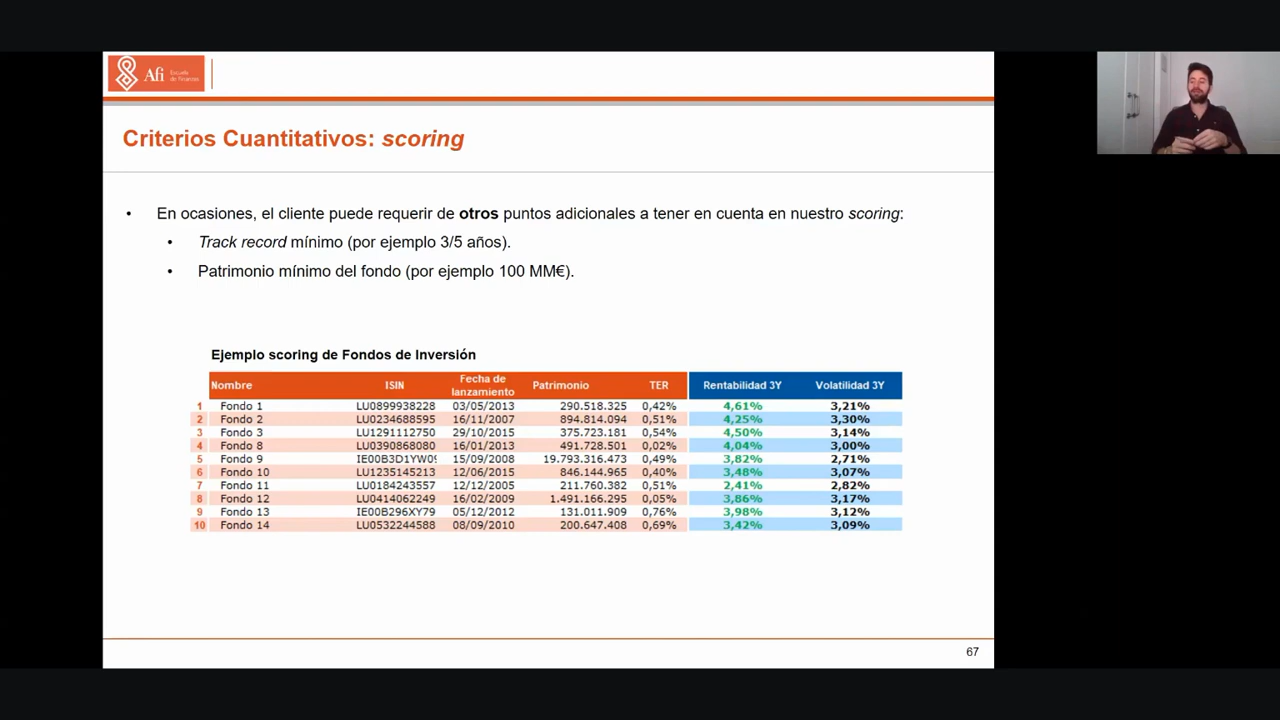 Afi Escuela de Finanzas
Criterios Cuantitativos: scoring
• En ocasiones, el cliente puede requerir de otros puntos adicionales a tener en cuenta en nuestro scoring:
• Track record mínimo (por ejemplo 3/5 años).
• Patrimonio mínimo del fondo (por ejemplo 100 MM€).
Ejemplo scoring de Fondos de Inversión
Nombre ISIN Fecha de lanzamiento Patrimonio TER Rentabilidad 3Y Volatilidad 3Y
1 Fondo 1 LU0899938228 03/05/2013 290.518.325 0,42% 4,61% 3,21%
2 Fondo 2 LU0234688595 16/11/2007 894.814.094 0,51% 4,25% 3,30%
3 Fondo 3 LU1291112750 29/10/2015 375.723.181 0,54% 4,50% 3,14%
4 Fondo 8 LU0390868080 16/01/2013 491.728.501 0,02% 4,04% 3,00%
5 Fondo 9 IE00B3D1YW09 15/09/2008 19.793.316.473 0,49% 3,82% 2,71%
6 Fondo 10 LU1235145213 12/06/2015 846.144.965 0,40% 3,48% 3,07%
7 Fondo 11 LU0184243557 12/12/2005 211.760.382 0,51% 2,41% 2,82%
8 Fondo 12 LU0414062249 16/02/2009 1.491.166.295 0,05% 3,86% 3,17%
9 Fondo 13 IE00B296XY79 05/12/2012 131.011.909 0,76% 3,98% 3,12%
10 Fondo 14 LU0532244588 08/09/2010 200.647.408 0,69% 3,42% 3,09%
67